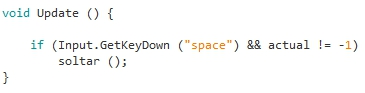 void Update () {
if (Input.GetKeyDown ("space") && actual != -1)
soltar ();
}